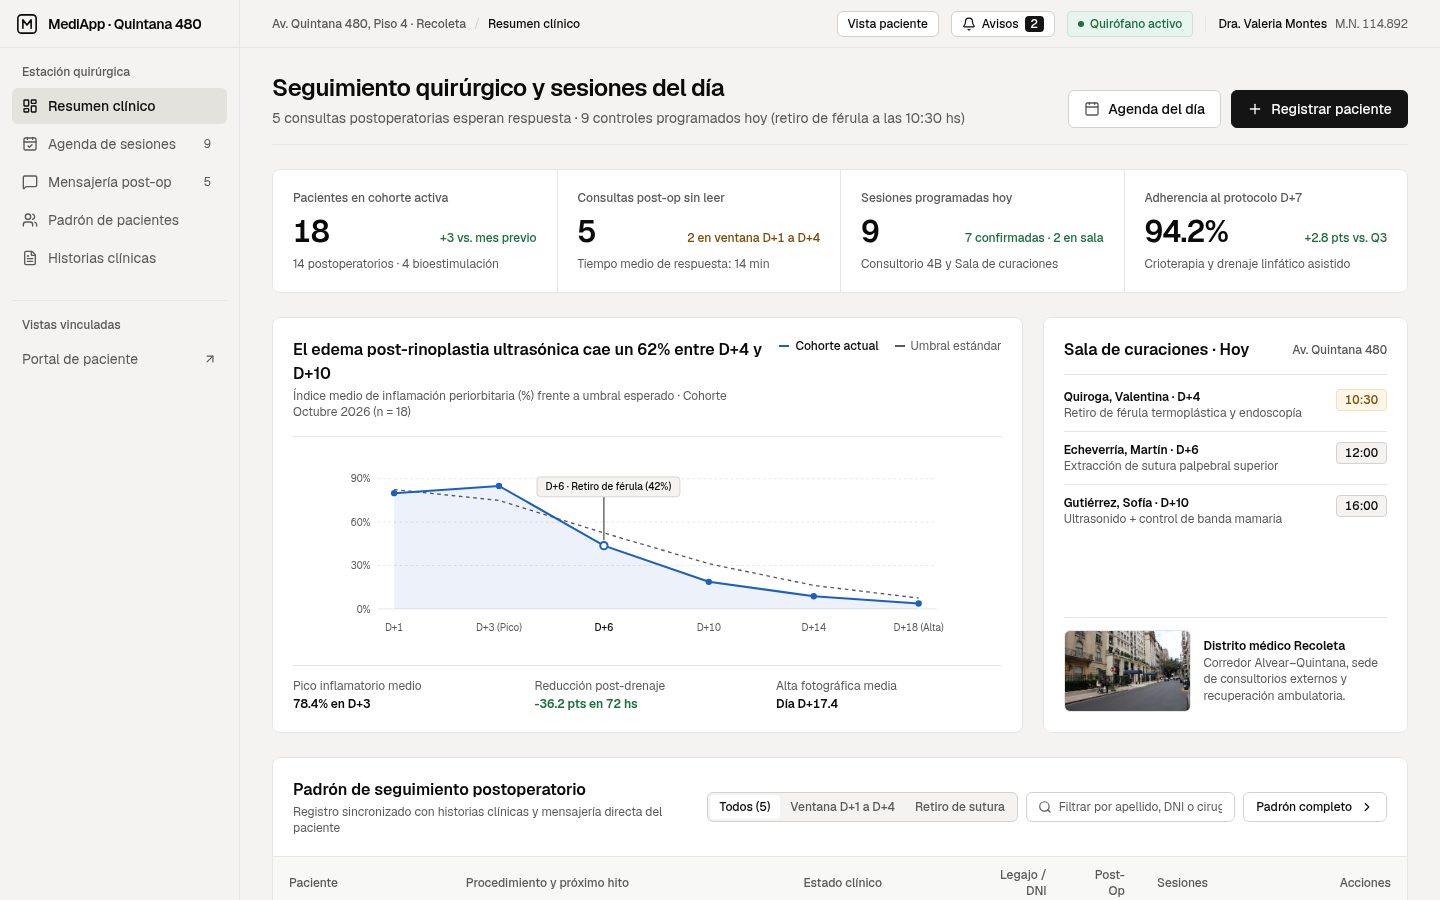 MediApp · Quintana 480
Av. Quintana 480, Piso 4 · Recoleta / Resumen clínico
Vista paciente
Avisos 2
Quirófano activo
Dra. Valeria Montes M.N. 114.892
Estación quirúrgica
Resumen clínico
Agenda de sesiones 9
Mensajería post-op 5
Padrón de pacientes
Historias clínicas
Vistas vinculadas
Portal de paciente
Seguimiento quirúrgico y sesiones del día
5 consultas postoperatorias esperan respuesta · 9 controles programados hoy (retiro de férula a las 10:30 hs)
Agenda del día
Registrar paciente
Pacientes en cohorte activa
18
+3 vs. mes previo
14 postoperatorios · 4 bioestimulación
Consultas post-op sin leer
5
2 en ventana D+1 a D+4
Tiempo medio de respuesta: 14 min
Sesiones programadas hoy
9
7 confirmadas · 2 en sala
Consultorio 4B y Sala de curaciones
Adherencia al protocolo D+7
94.2%
+2.8 pts vs. Q3
Crioterapia y drenaje linfático asistido
El edema post-rinoplastia ultrasónica cae un 62% entre D+4 y
D+10
Índice medio de inflamación periorbitaria (%) frente a umbral esperado · Cohorte
Octubre 2026 (n = 18)
Cohorte actual
Umbral estándar
90%
60%
30%
0%
D+6 · Retiro de férula (42%)
D+1
D+3 (Pico)
D+6
D+10
D+14
D+18 (Alta)
Pico inflamatorio medio
78.4% en D+3
Reducción post-drenaje
-36.2 pts en 72 hs
Alta fotográfica media
Día D+17.4
Sala de curaciones · Hoy
Av. Quintana 480
Quiroga, Valentina · D+4
Retiro de férula termoplástica y endoscopía
10:30
Echeverría, Martín · D+6
Extracción de sutura palpebral superior
12:00
Gutiérrez, Sofía · D+10
Ultrasonido + control de banda mamaria
16:00
Distrito médico Recoleta
Corredor Alvear–Quintana, sede
de consultorios externos y
recuperación ambulatoria.
Padrón de seguimiento postoperatorio
Registro sincronizado con historias clínicas y mensajería directa del
paciente
Todos (5)
Ventana D+1 a D+4
Retiro de sutura
Filtrar por apellido, DNI o ciru
Padrón completo
Paciente
Procedimiento y próximo hito
Estado clínico
Legajo /
DNI
Post-
Op
Sesiones
Acciones